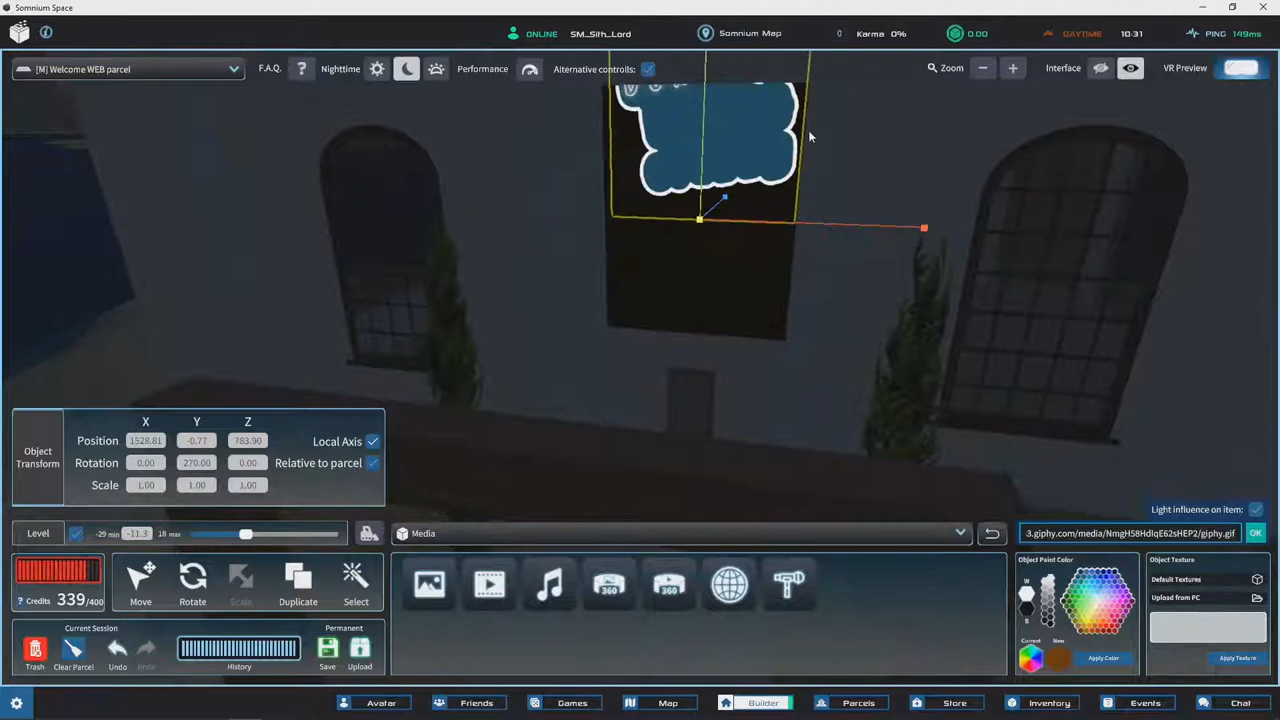 Somnium Space
ONLINE SM_Sith_Lord Somnium Map 0 Karma 0% 0.00 DAYTIME 10:31 PING 149ms
[M] Welcome WEB parcel F.A.Q. ? Nighttime Performance Alternative controlls: Zoom Interface VR Preview
X Y Z
Object Transform
Position 1528.81 -0.77 783.90 Local Axis
Rotation 0.00 270.00 0.00 Relative to parcel
Scale 1.00 1.00 1.00
Light influence on item:
Level -29 min -11.3 18 max Media 3.giphy.com/media/NmgH58HdIqE62sHEP2/giphy.gif OK
Object Paint Color Object Texture
W Default Textures
B Upload from PC
? Credits 339/400 Move Rotate Scale Duplicate Select
Current Session Permanent
Current New
Trash Clear Parcel Undo Redo History Save Upload Apply Color Apply Texture
Avatar Friends Games Map Builder Parcels Store Inventory Events Chat